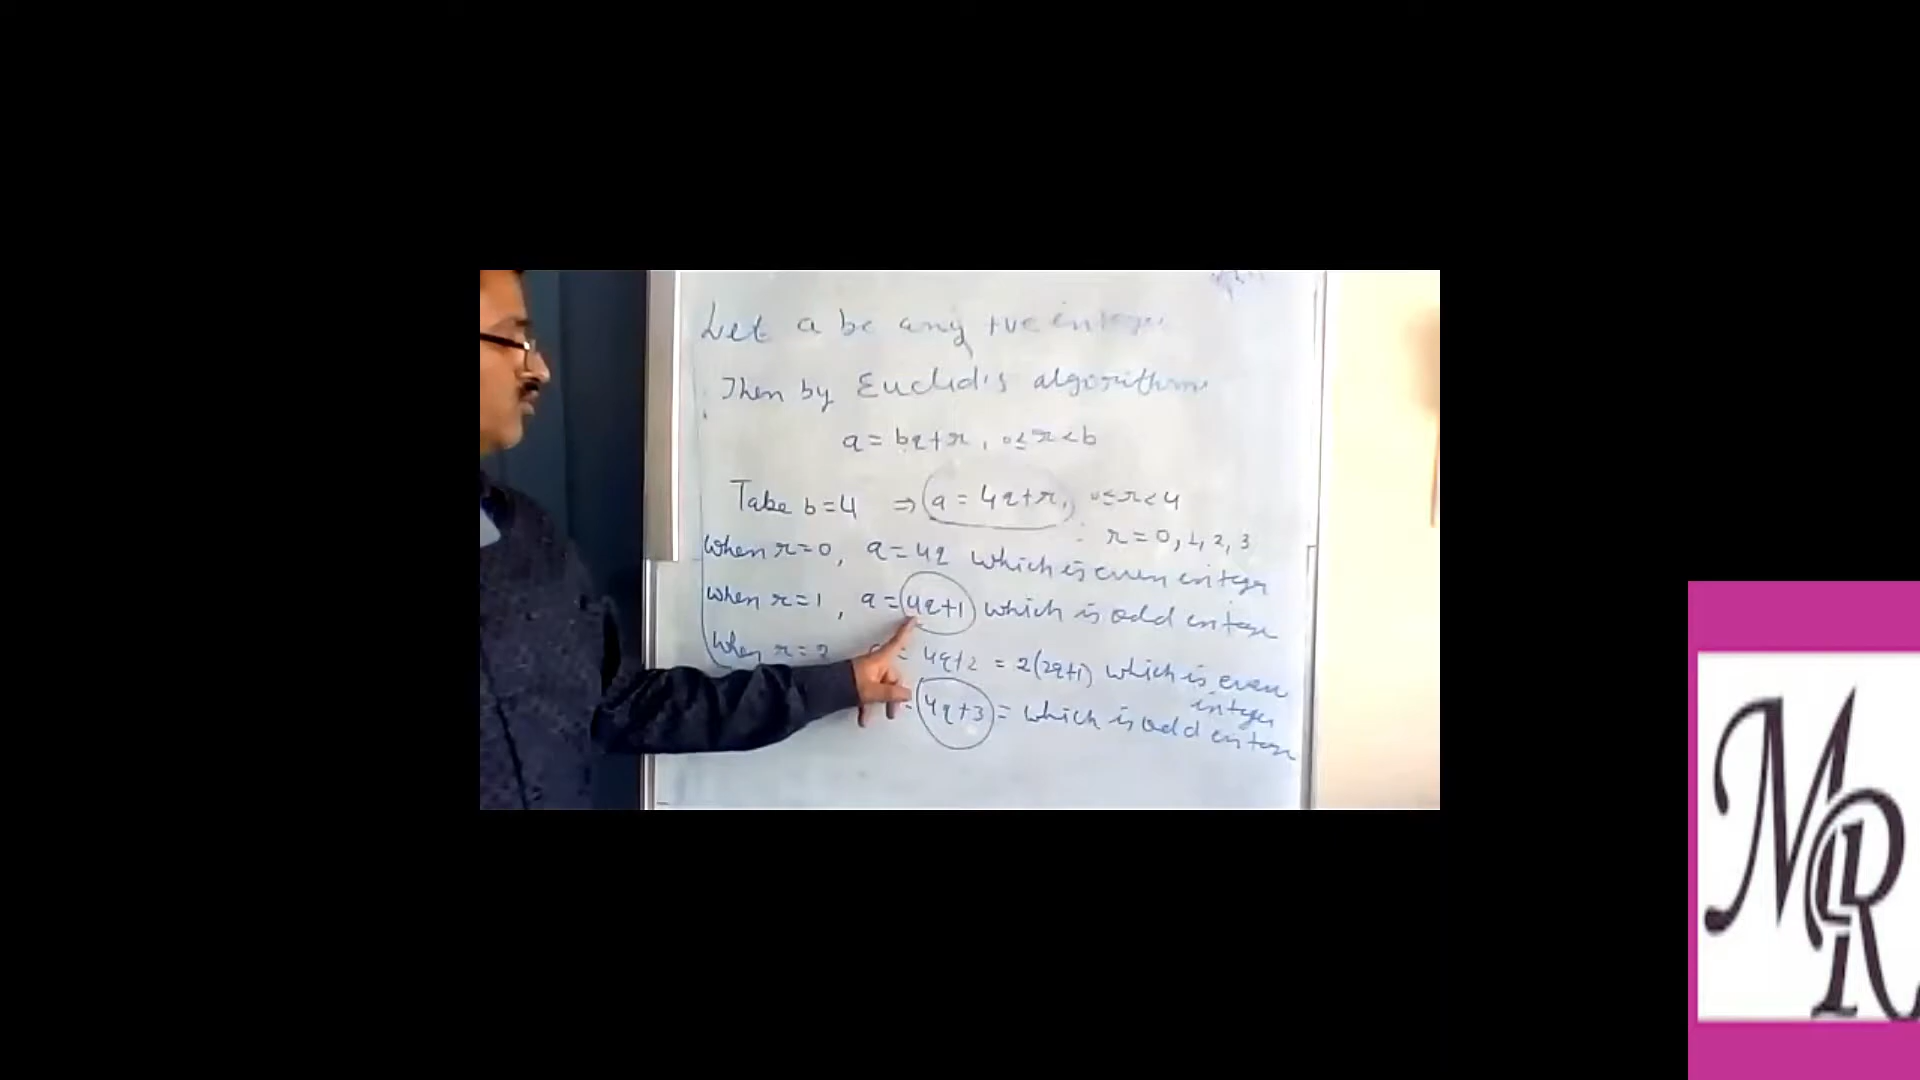 Let a be any +ve integer
Then by Euclid's algorithm
a = bq + r, 0 ≤ r < b
Take b = 4 ⇒ a = 4q + r, 0 ≤ r < 4
r = 0, 1, 2, 3
When r = 0, a = 4q which is even integer
When r = 1, a = 4q+1 which is odd integer
When r = 2 = 4q+2 = 2(2q+1) which is even integer
= 4q+3 = which is odd integer
MR